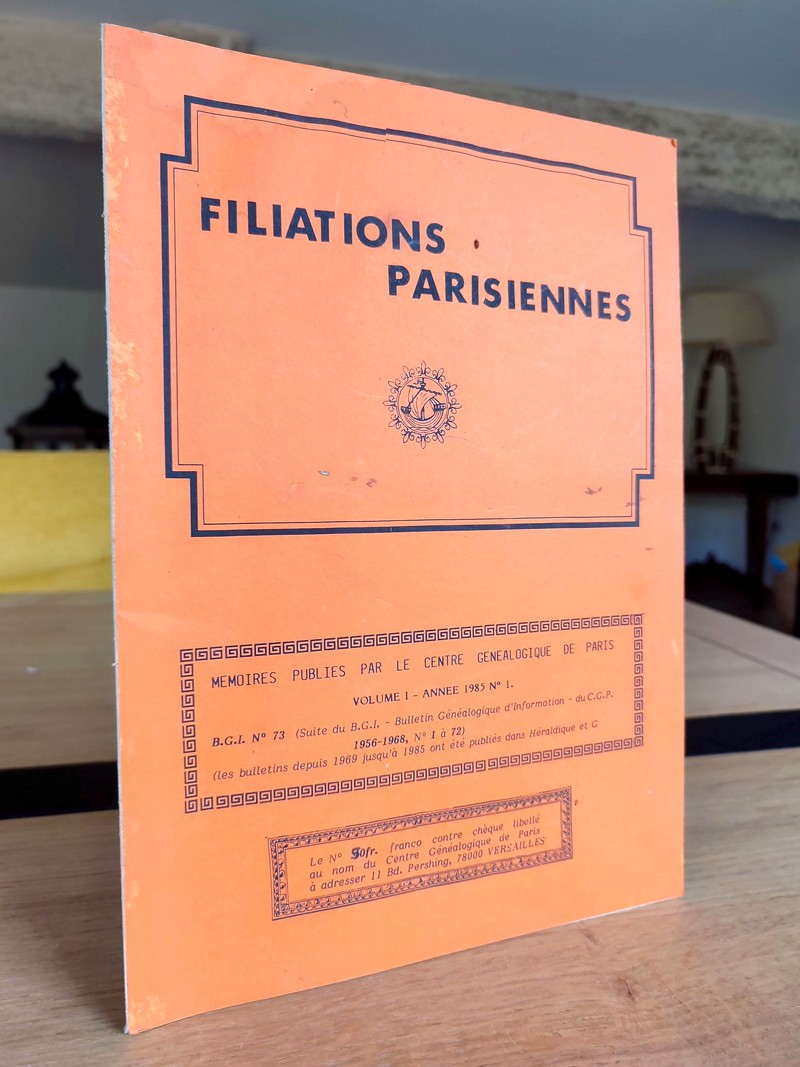 FILIATIONS
PARISIENNES
MEMOIRES PUBLIES PAR LE CENTRE GENEALOGIQUE DE PARIS
VOLUME 1 - ANNEE 1985 N° 1.
B.G.I. N° 73 (Suite du B.G.I. - Bulletin Généalogique d'Information - du C.G.P.
1956-1968, N° 1 à 72)
(les bulletins depuis 1969 jusqu'à 1985 ont été publiés dans Héraldique et G
Le N° 50fr. franco contre chèque libellé
au nom du Centre Généalogique de Paris
à adresser 11 Bd. Pershing, 78000 VERSAILLES